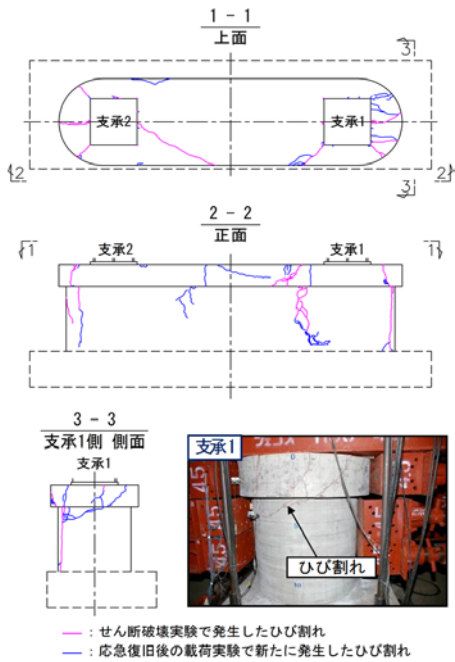 1 - 1
上面
3
支承2
支承1
2
2
3
2 - 2
正面
1
支承2
支承1
1
3 - 3
支承1側 側面
支承1
支承1
45
45
ひび割れ
: せん断破壊実験で発生したひび割れ
: 応急復旧後の載荷実験で新たに発生したひび割れ